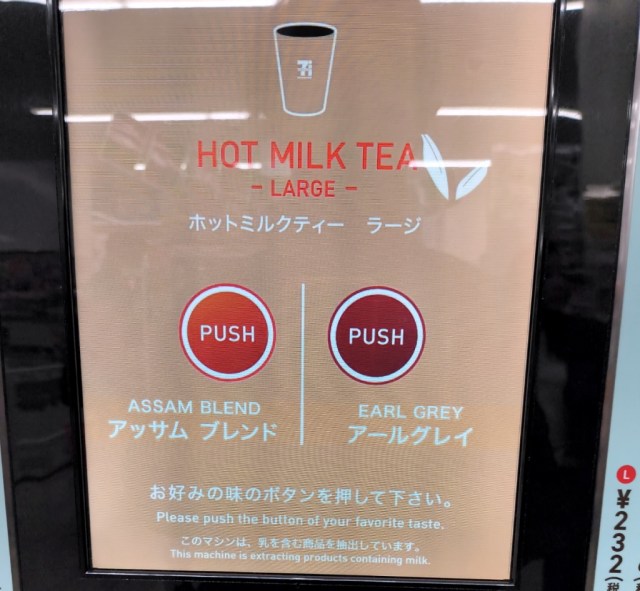 HOT MILK TEA
- LARGE -
ホットミルクティー ラージ
PUSH
PUSH
ASSAM BLEND
アッサム ブレンド
EARL GREY
アールグレイ
お好みの味のボタンを押して下さい。
Please push the button of your favorite taste.
このマシンは、乳を含む商品を抽出しています。
This machine is extracting products containing milk.
L
¥232(税